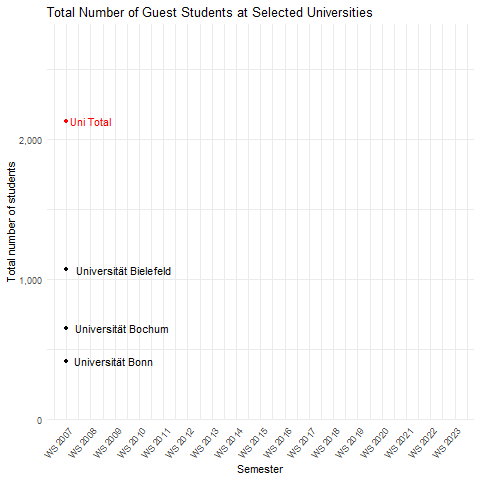 Total Number of Guest Students at Selected Universities
Total number of students
2,000
1,000
0
Uni Total
Universität Bielefeld
Universität Bochum
Universität Bonn
WS 2007
WS 2008
WS 2009
WS 2010
WS 2011
WS 2012
WS 2013
WS 2014
WS 2015
WS 2016
WS 2017
WS 2018
WS 2019
WS 2020
WS 2021
WS 2022
WS 2023
Semester